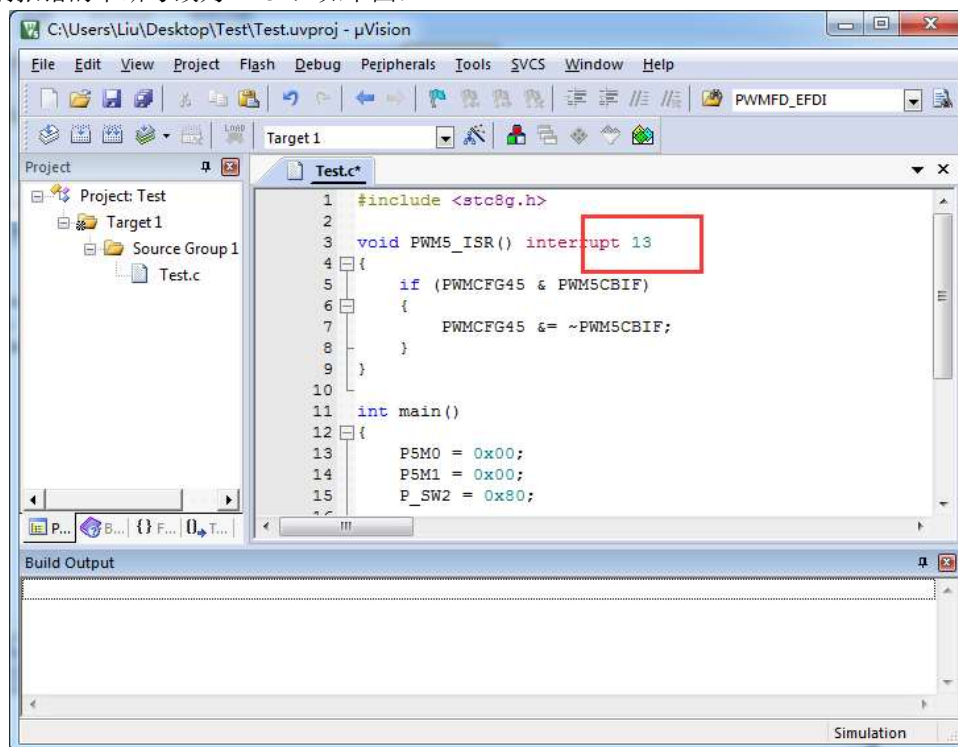 C:\Users\Liu\Desktop\Test\Test.uvproj - µVision
File Edit View Project Flash Debug Peripherals Tools SVCS Window Help
PWMFD_EFDI
LOAD Target 1
Project
Test.c*
Project: Test
Target 1
Source Group 1
Test.c
1 #include <stc8g.h>
2
3 void PWM5_ISR() interrupt 13
4 {
5 if (PWMCFG45 & PWM5CBIF)
6 {
7 PWMCFG45 &= ~PWM5CBIF;
8 }
9 }
10
11 int main()
12 {
13 P5M0 = 0x00;
14 P5M1 = 0x00;
15 P_SW2 = 0x80;
P... B... {} F... 0 T...
Build Output
Simulation